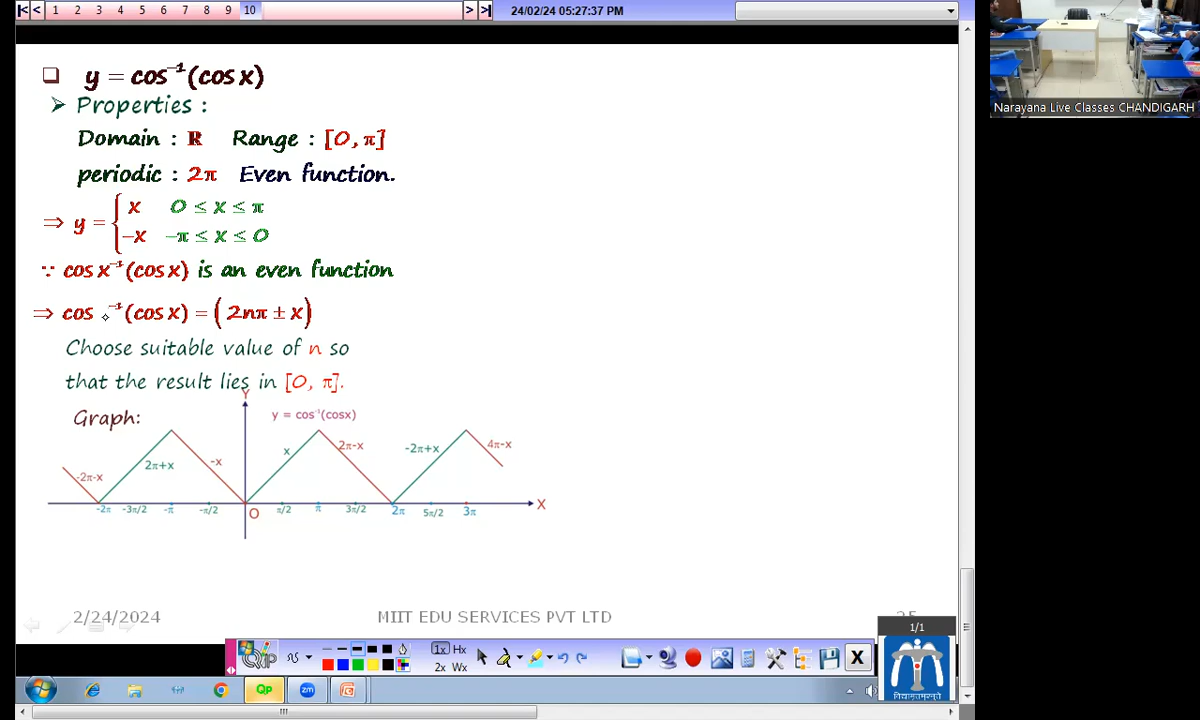 1 2 3 4 5 6 7 8 9 10
24/02/24 05:27:37 PM
Narayana Live Classes CHANDIGARH
y = cos⁻¹(cos x)
Properties :
Domain : ℝ Range : [0, π]
periodic : 2π Even function.
⇒ y = { x 0 ≤ x ≤ π
-x -π ≤ x ≤ 0
∵ cos x⁻¹(cos x) is an even function
⇒ cos ⁻¹(cos x) = (2nπ ± x)
Choose suitable value of n so
that the result lies in [0, π].
Graph:
Y
y = cos⁻¹(cosx)
-2π-x 2π+x -x x 2π-x -2π+x 4π-x
-2π -3π/2 -π -π/2 O π/2 π 3π/2 2π 5π/2 3π X
2/24/2024 MIIT EDU SERVICES PVT LTD
1/1
1x Hx
2x Wx
Qp zm